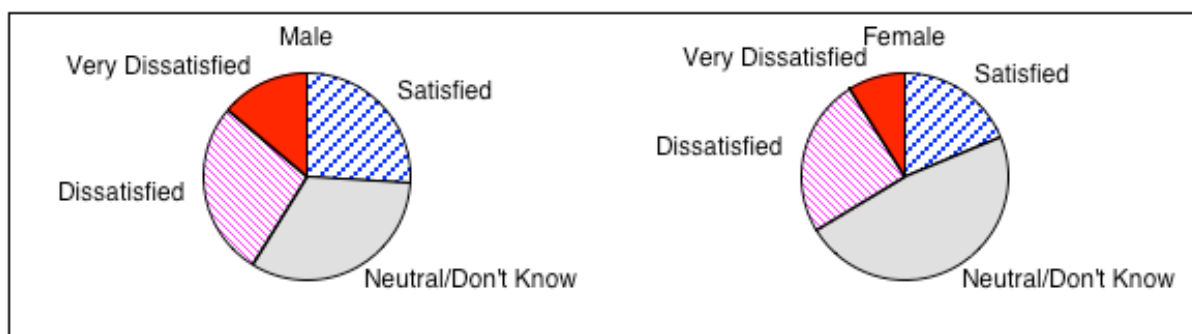 Male
Very Dissatisfied
Satisfied
Dissatisfied
Neutral/Don't Know
Female
Very Dissatisfied
Satisfied
Dissatisfied
Neutral/Don't Know